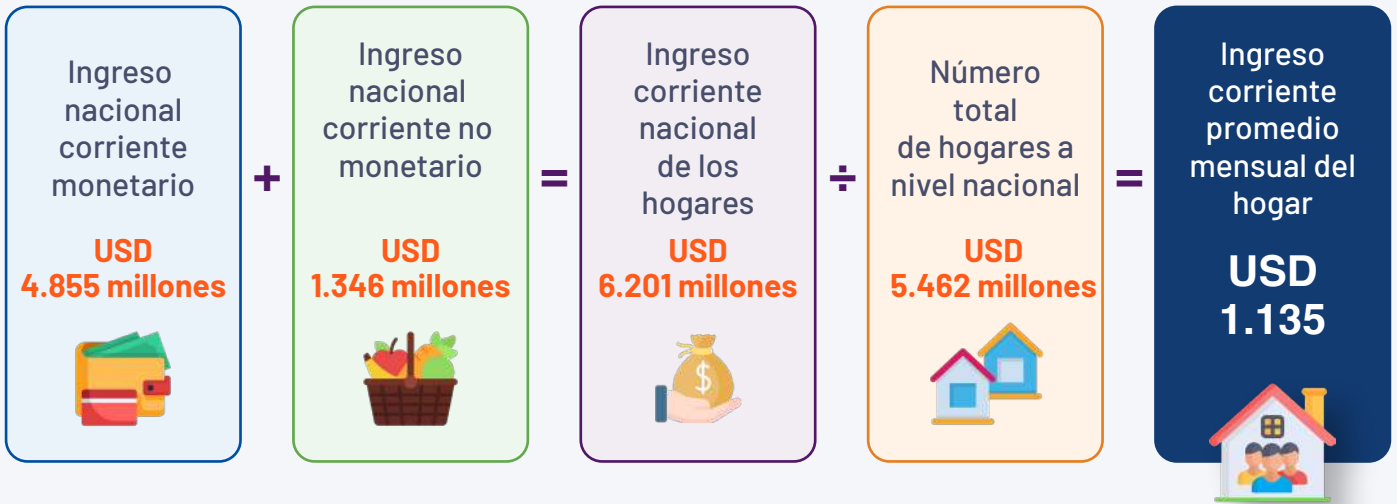 Ingreso
nacional
corriente
monetario
USD
4.855 millones
+
Ingreso
nacional
corriente no
monetario
USD
1.346 millones
=
Ingreso
corriente
nacional
de los
hogares
USD
6.201 millones
$
÷
Número
total
de hogares a
nivel nacional
USD
5.462 millones
=
Ingreso
corriente
promedio
mensual del
hogar
USD
1.135